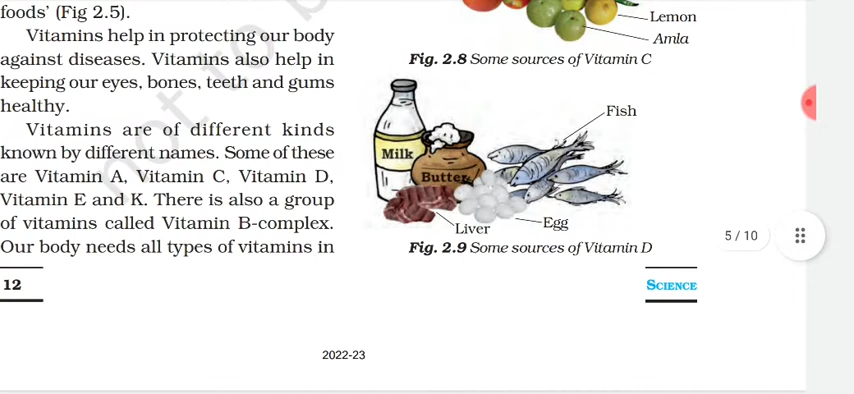 foods' (Fig 2.5).
Vitamins help in protecting our body
against diseases. Vitamins also help in
keeping our eyes, bones, teeth and gums
healthy.
Vitamins are of different kinds
known by different names. Some of these
are Vitamin A, Vitamin C, Vitamin D,
Vitamin E and K. There is also a group
of vitamins called Vitamin B-complex.
Our body needs all types of vitamins in
Lemon
Amla
Fig. 2.8 Some sources of Vitamin C
Fish
Milk
Butter
Liver
Egg
Fig. 2.9 Some sources of Vitamin D
12
SCIENCE
2022-23
5 / 10
not to b